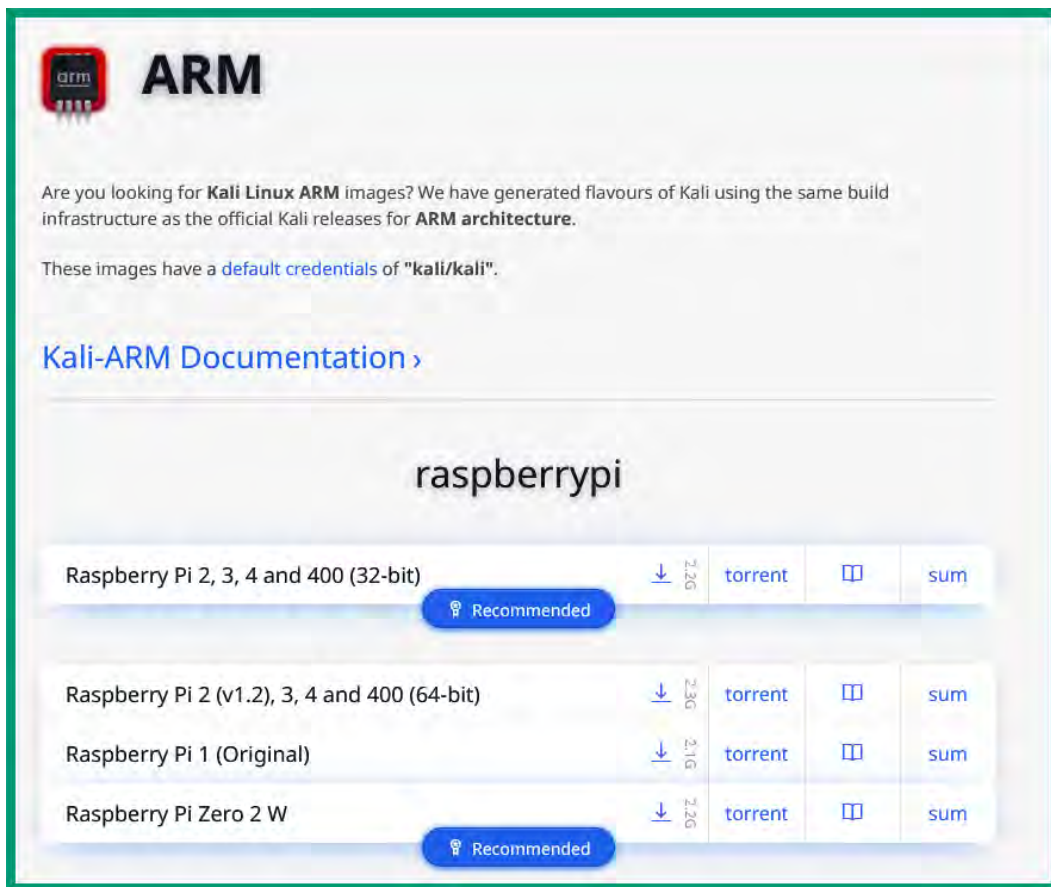 arm
ARM
Are you looking for Kali Linux ARM images? We have generated flavours of Kali using the same build
infrastructure as the official Kali releases for ARM architecture.
These images have a default credentials of "kali/kali".
Kali-ARM Documentation ›
raspberrypi
Raspberry Pi 2, 3, 4 and 400 (32-bit) 2.2G torrent sum
Recommended
Raspberry Pi 2 (v1.2), 3, 4 and 400 (64-bit) 2.3G torrent sum
Raspberry Pi 1 (Original) 2.1G torrent sum
Raspberry Pi Zero 2 W 2.2G torrent sum
Recommended